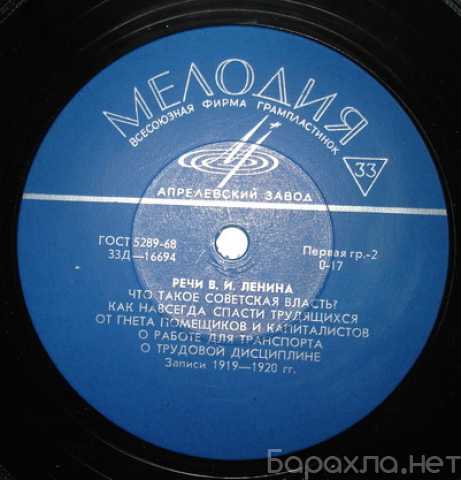 МЕЛОДИЯ
ВСЕСОЮЗНАЯ ФИРМА ГРАМПЛАСТИНОК
33
АПРЕЛЕВСКИЙ ЗАВОД
ГОСТ 5289-68
33Д—16694
Первая гр.-2
0-17
РЕЧИ В. И. ЛЕНИНА
ЧТО ТАКОЕ СОВЕТСКАЯ ВЛАСТЬ?
КАК НАВСЕГДА СПАСТИ ТРУДЯЩИХСЯ
ОТ ГНЕТА ПОМЕЩИКОВ И КАПИТАЛИСТОВ
О РАБОТЕ ДЛЯ ТРАНСПОРТА
О ТРУДОВОЙ ДИСЦИПЛИНЕ
Записи 1919—1920 гг.
Барахла.нет